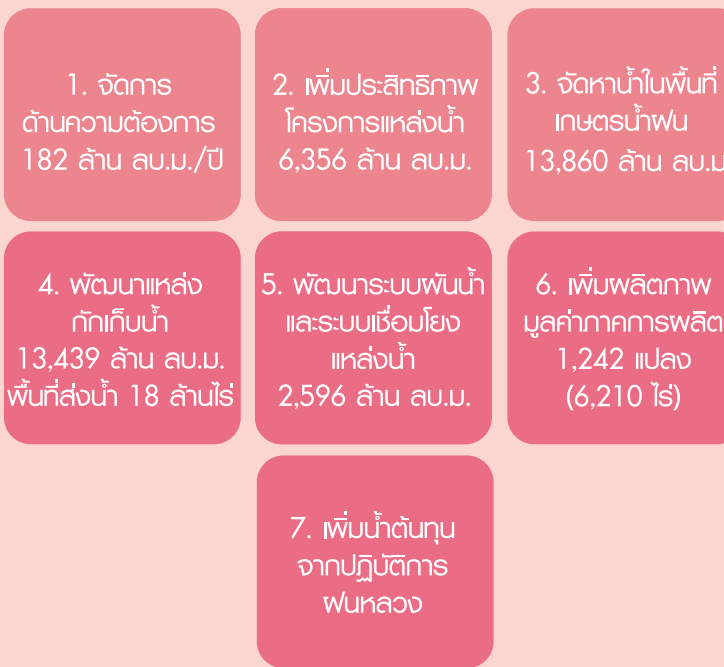 1. จัดการ
ด้านความต้องการ
182 ล้าน ลบ.ม./ปี
2. เพิ่มประสิทธิภาพ
โครงการแหล่งน้ำ
6,356 ล้าน ลบ.ม.
3. จัดหาน้ำในพื้นที่
เกษตรน้ำฝน
13,860 ล้าน ลบ.ม
4. พัฒนาแหล่ง
กักเก็บน้ำ
13,439 ล้าน ลบ.ม.
พื้นที่ส่งน้ำ 18 ล้านไร่
5. พัฒนาระบบผันน้ำ
และระบบเชื่อมโยง
แหล่งน้ำ
2,596 ล้าน ลบ.ม.
6. เพิ่มผลิตภาพ
มูลค่าภาคการผลิต
1,242 แปลง
(6,210 ไร่)
7. เพิ่มน้ำต้นทุน
จากปฏิบัติการ
ฝนหลวง